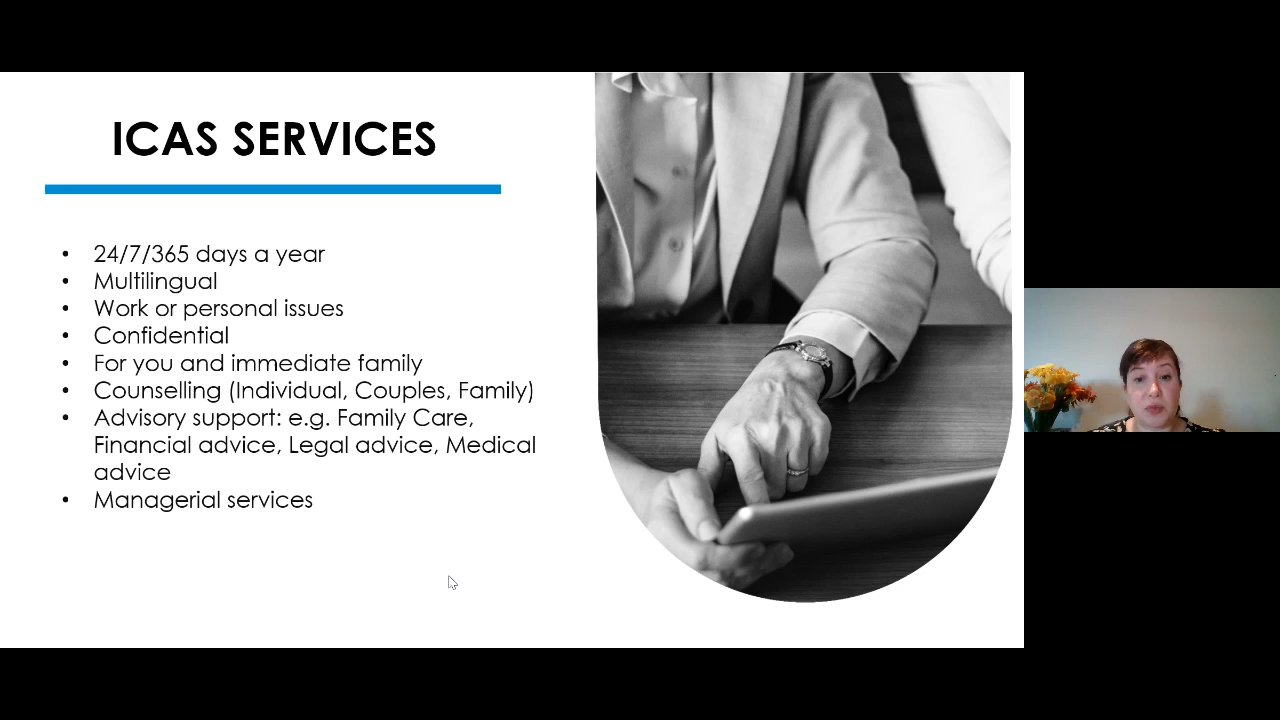 ICAS SERVICES
• 24/7/365 days a year
• Multilingual
• Work or personal issues
• Confidential
• For you and immediate family
• Counselling (Individual, Couples, Family)
• Advisory support: e.g. Family Care,
Financial advice, Legal advice, Medical
advice
• Managerial services